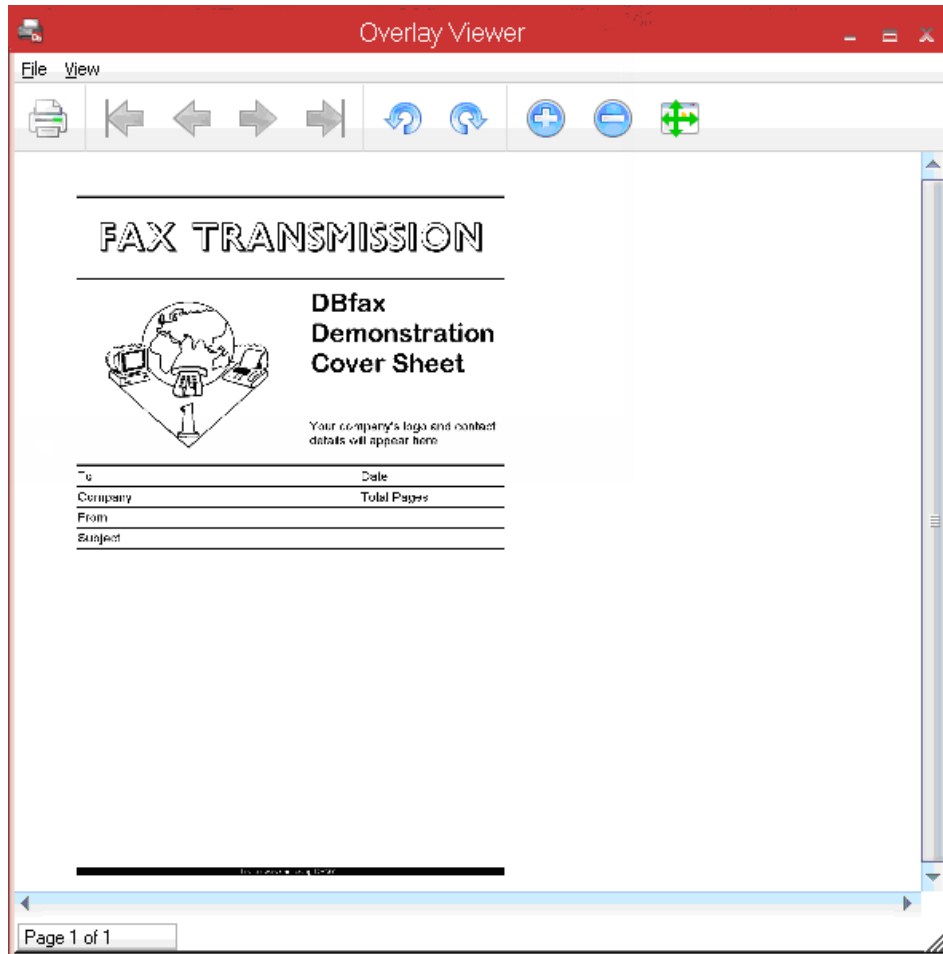 Overlay Viewer
File View
FAX TRANSMISSION
DBfax
Demonstration
Cover Sheet
Your company's logo and contact
details will appear here
To Date
Company Total Pages
From
Subject
Page 1 of 1